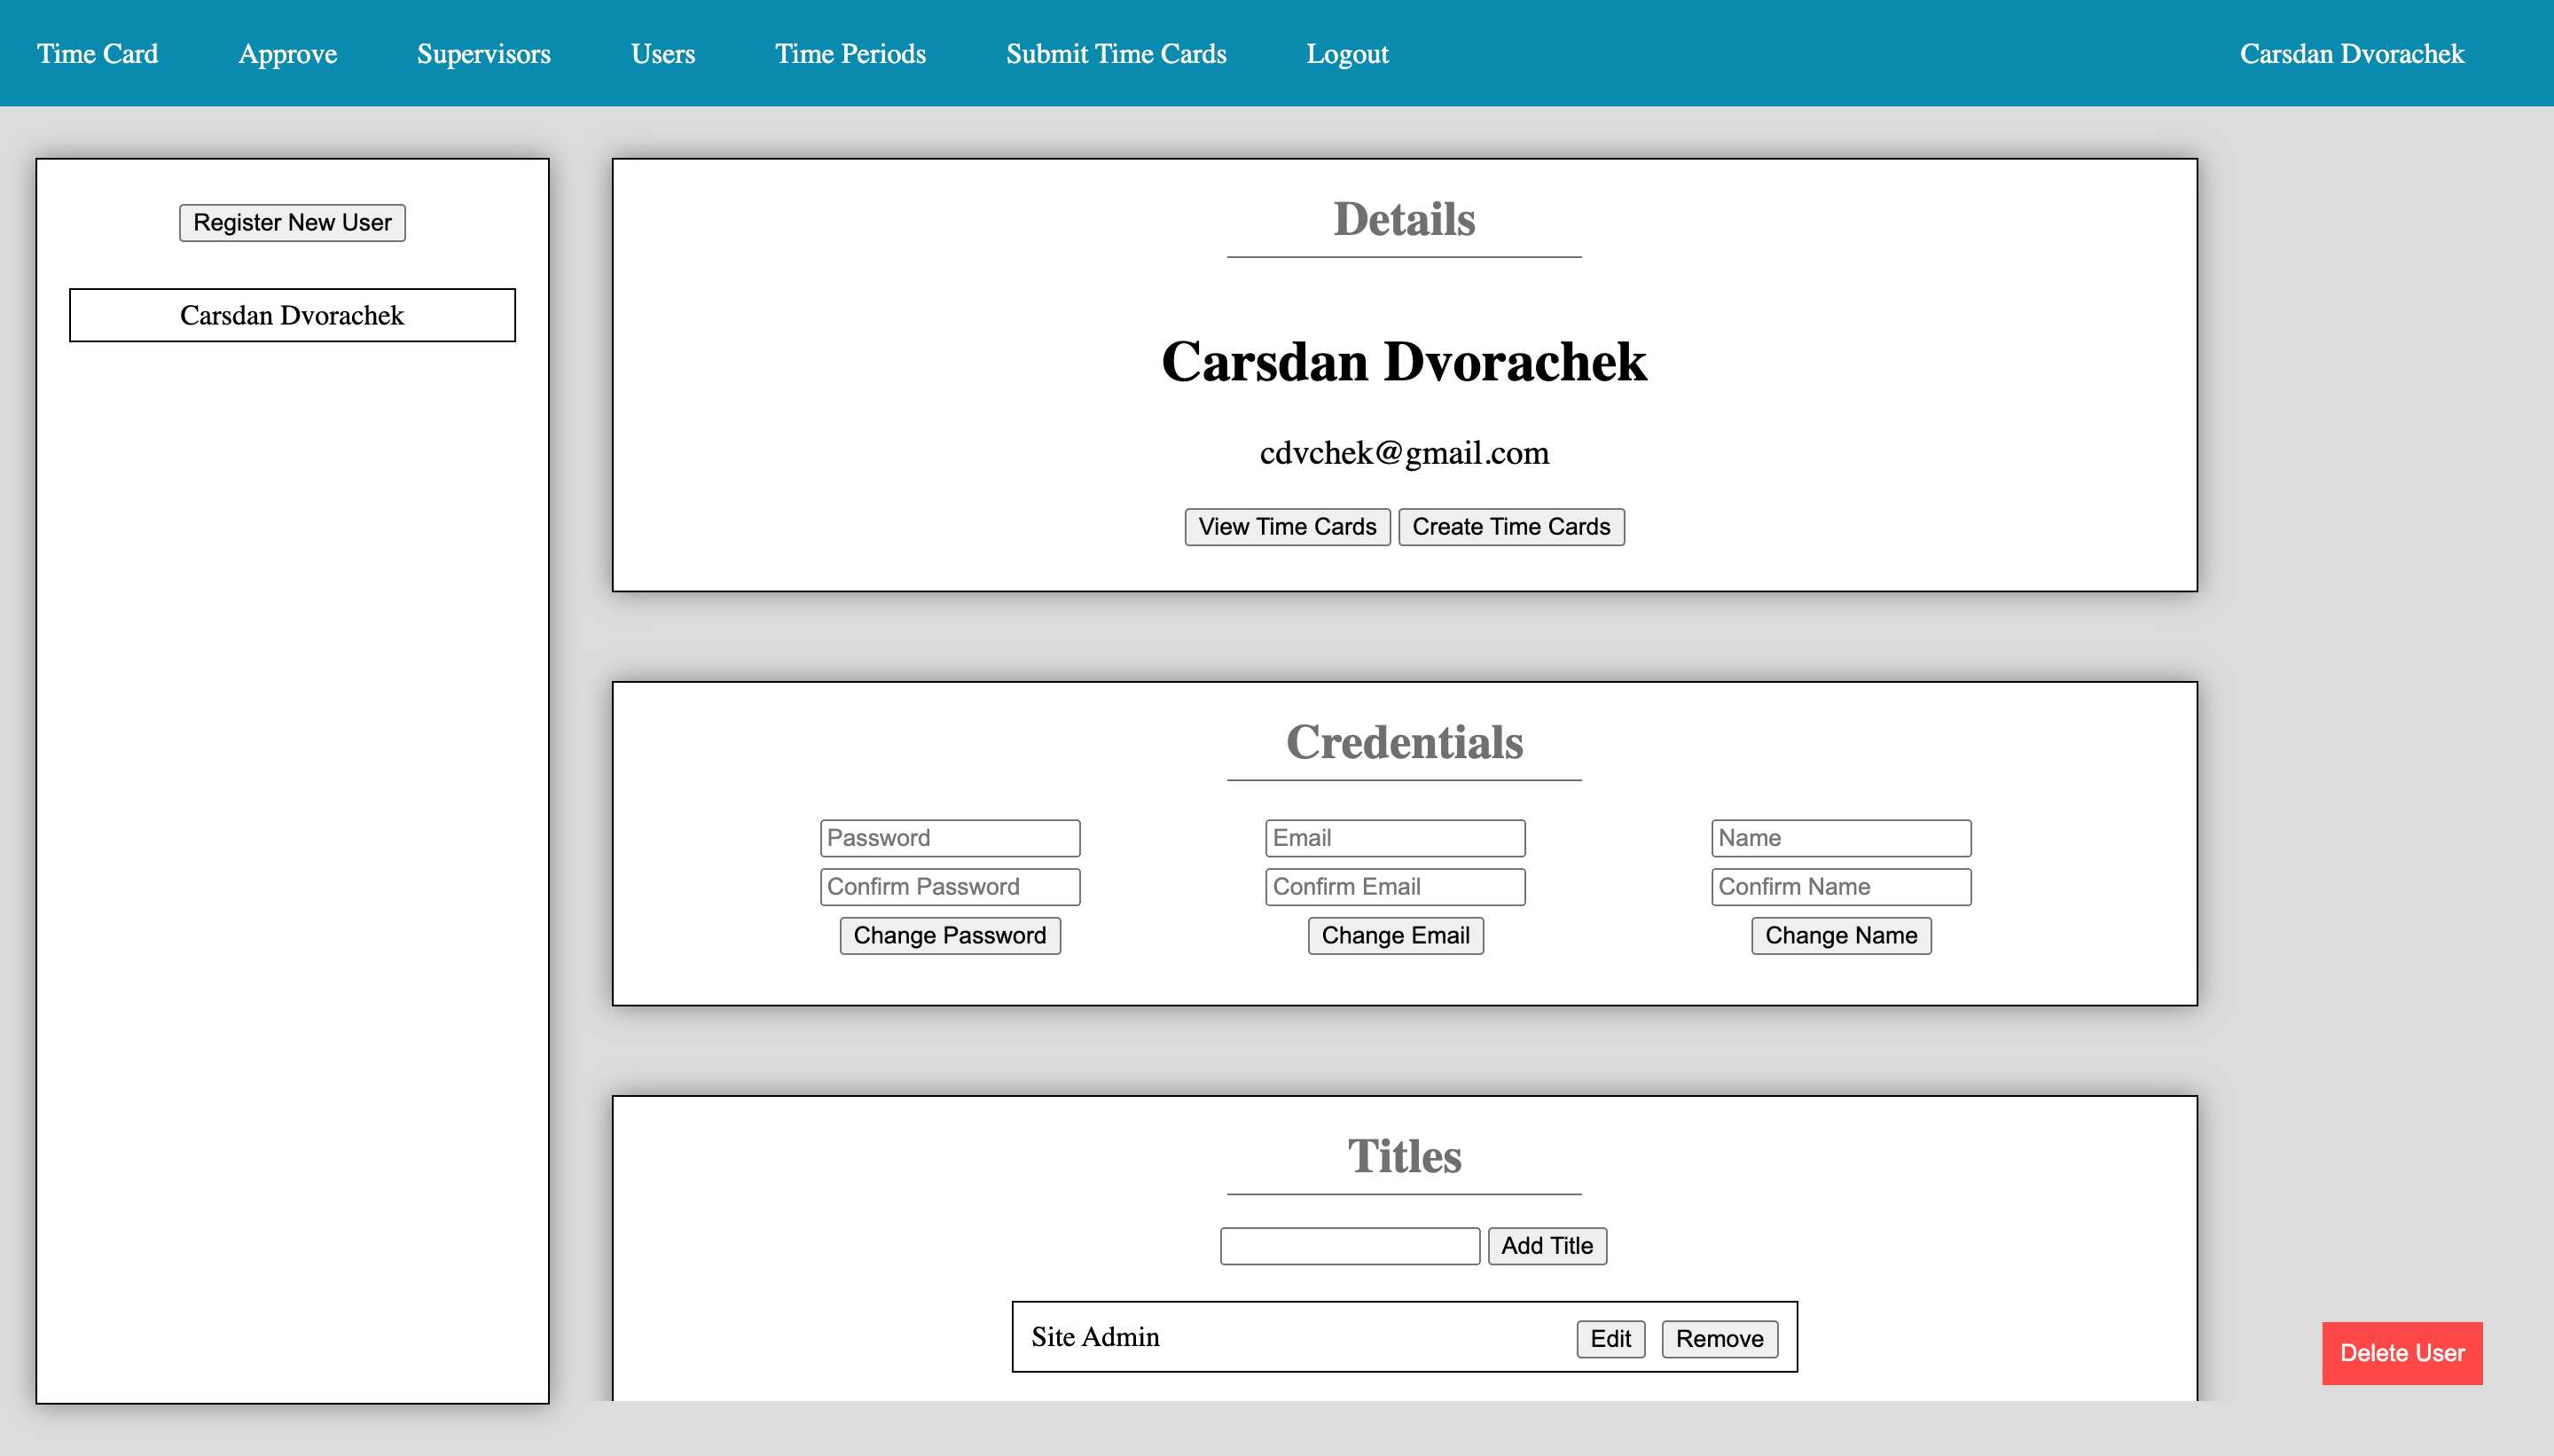 Time Card Approve Supervisors Users Time Periods Submit Time Cards Logout Carsdan Dvorachek
Register New User
Carsdan Dvorachek
Details
Carsdan Dvorachek
cdvchek@gmail.com
View Time Cards Create Time Cards
Credentials
Password Email Name
Confirm Password Confirm Email Confirm Name
Change Password Change Email Change Name
Titles
Add Title
Site Admin Edit Remove
Delete User